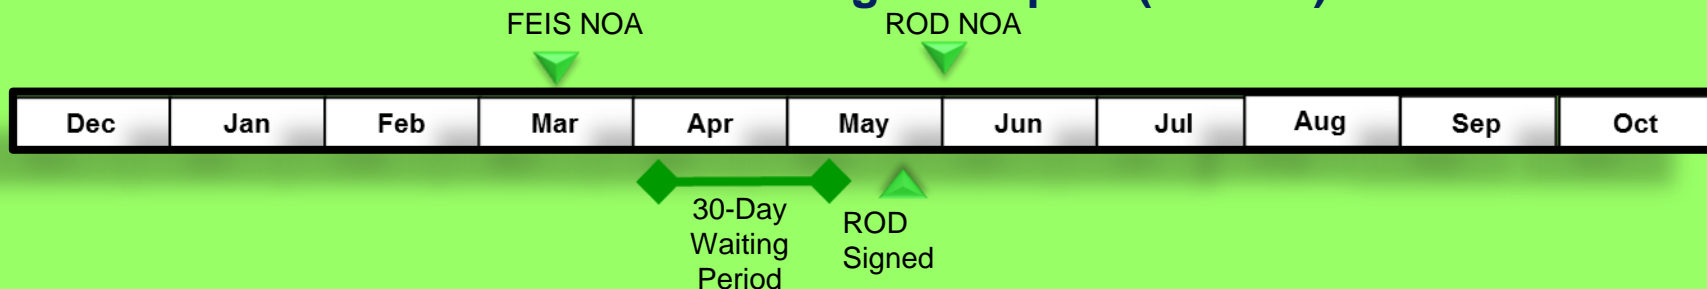 FEIS NOA
ROD NOA
Dec Jan Feb Mar Apr May Jun Jul Aug Sep Oct
30-Day
Waiting
Period
ROD
Signed